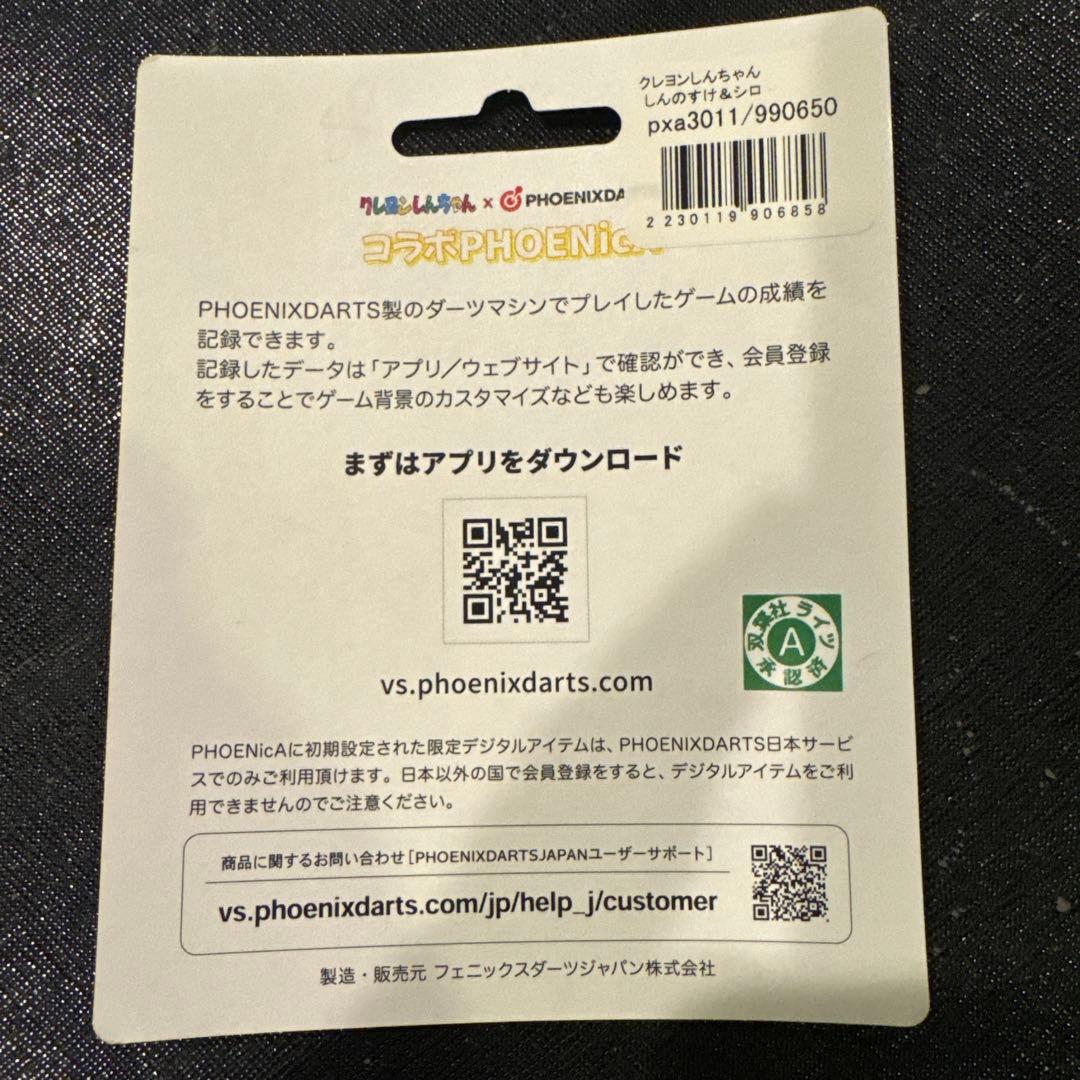 クレヨンしんちゃん
しんのすけ&シロ
pxa3011/990650
2 230119 906858
クレヨンしんちゃん × PHOENIXDA
コラボPHOENicA
PHOENIXDARTS製のダーツマシンでプレイしたゲームの成績を
記録できます。
記録したデータは「アプリ/ウェブサイト」で確認ができ、会員登録
をすることでゲーム背景のカスタマイズなども楽しめます。
まずはアプリをダウンロード
vs.phoenixdarts.com
双葉社ライツ
A
承認済
PHOENicAに初期設定された限定デジタルアイテムは、PHOENIXDARTS日本サービ
スでのみご利用頂けます。日本以外の国で会員登録をすると、デジタルアイテムをご利
用できませんのでご注意ください。
商品に関するお問い合わせ[PHOENIXDARTSJAPANユーザーサポート]
vs.phoenixdarts.com/jp/help_j/customer
製造・販売元 フェニックスダーツジャパン株式会社